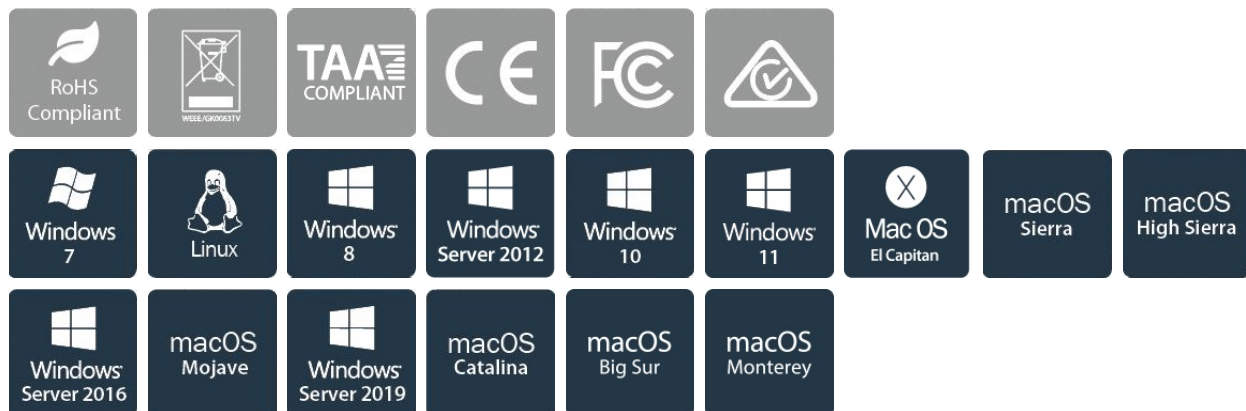 RoHS
Compliant
WEEE/GK0063TV
TAA
COMPLIANT
CE
FC
Windows
7
Linux
Windows
8
Windows
Server 2012
Windows
10
Windows
11
X
Mac OS
El Capitan
macOS
Sierra
macOS
High Sierra
Windows
Server 2016
macOS
Mojave
Windows
Server 2019
macOS
Catalina
macOS
Big Sur
macOS
Monterey